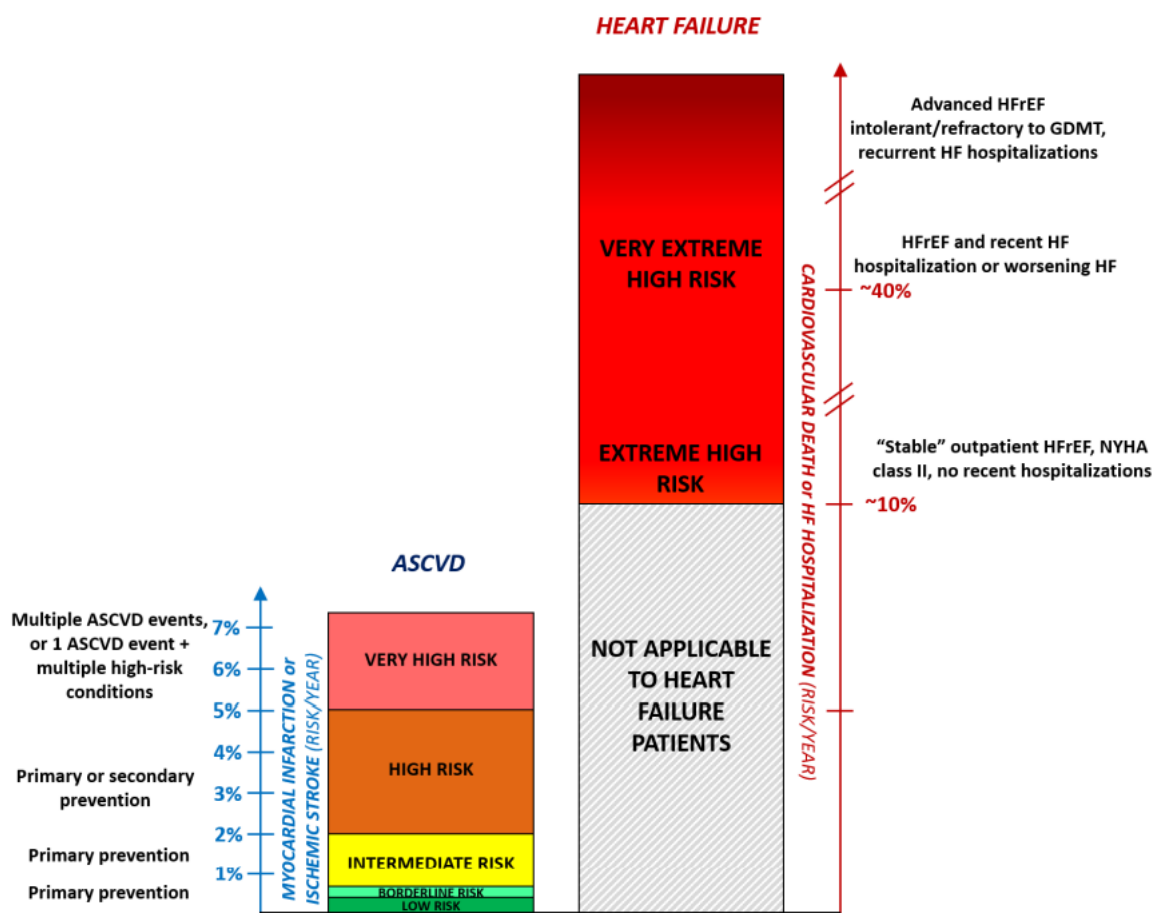 HEART FAILURE
Advanced HFrEF
intolerant/refractory to GDMT,
recurrent HF hospitalizations
VERY EXTREME
HIGH RISK
HFrEF and recent HF
hospitalization or worsening HF
~40%
EXTREME HIGH
RISK
“Stable” outpatient HFrEF, NYHA
class II, no recent hospitalizations
~10%
CARDIOVASCULAR DEATH or HF HOSPITALIZATION (RISK/YEAR)
NOT APPLICABLE
TO HEART
FAILURE
PATIENTS
ASCVD
Multiple ASCVD events,
or 1 ASCVD event +
multiple high-risk
conditions
Primary or secondary
prevention
Primary prevention
Primary prevention
7%
6%
5%
4%
3%
2%
1%
MYOCARDIAL INFARCTION or
ISCHEMIC STROKE (RISK/YEAR)
VERY HIGH RISK
HIGH RISK
INTERMEDIATE RISK
BORDERLINE RISK
LOW RISK